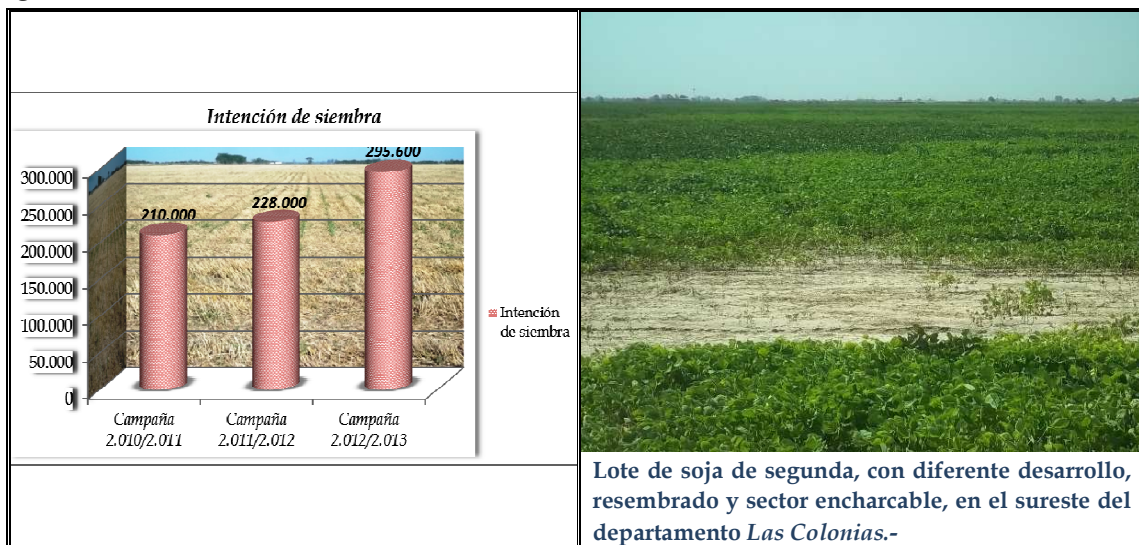 Intención de siembra
295.600
228.000
210.000
300.000
250.000
200.000
150.000
100.000
50.000
0
Intención
de siembra
Campaña
2.010/2.011
Campaña
2.011/2.012
Campaña
2.012/2.013
Lote de soja de segunda, con diferente desarrollo,
resembrado y sector encharcable, en el sureste del
departamento Las Colonias.-